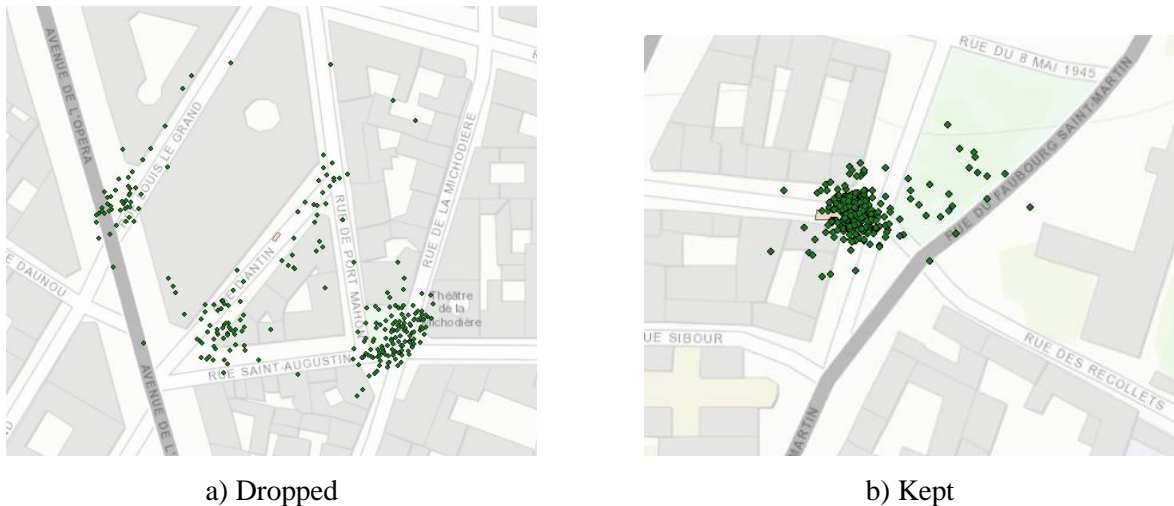 AVENUE DE L'OPERA
LOUIS LE GRAND
RUE DE PORT MAHON
RUE DE LA MICHODIERE
E DAUNOU
D'ANTIN
Théâtre
de la
ichodière
RUE SAINT-AUGUSTIN
AVENUE DE L'
RUE DU 8 MAI 1945
RUE DU FAUBOURG SAINT-MARTIN
UE SIBOUR
RUE DES RECOLLETS
MARTIN
a) Dropped
b) Kept